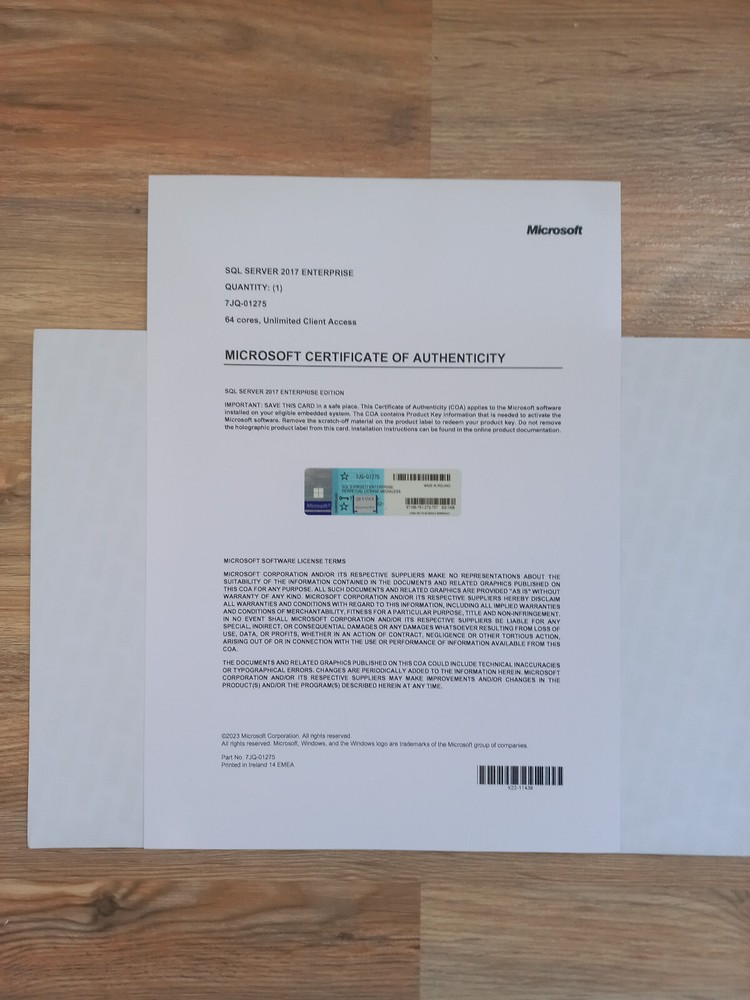 Microsoft
SQL SERVER 2017 ENTERPRISE
QUANTITY: (1)
7JQ-01275
64 cores, Unlimited Client Access
MICROSOFT CERTIFICATE OF AUTHENTICITY
SQL SERVER 2017 ENTERPRISE EDITION
IMPORTANT: SAVE THIS CARD in a safe place. This Certificate of Authenticity (COA) applies to the Microsoft software
installed on your eligible embedded system. The COA contains Product Key information that is needed to activate the
Microsoft software. Remove the scratch-off material on the product label to redeem your product key. Do not remove
the holographic product label from this card. Installation instructions can be found in the online product documentation.
7JQ-01275
MADE IN IRELAND
Microsoft
MICROSOFT SOFTWARE LICENSE TERMS
MICROSOFT CORPORATION AND/OR ITS RESPECTIVE SUPPLIERS MAKE NO REPRESENTATIONS ABOUT THE
SUITABILITY OF THE INFORMATION CONTAINED IN THE DOCUMENTS AND RELATED GRAPHICS PUBLISHED ON
THIS COA FOR ANY PURPOSE. ALL SUCH DOCUMENTS AND RELATED GRAPHICS ARE PROVIDED "AS IS" WITHOUT
WARRANTY OF ANY KIND. MICROSOFT CORPORATION AND/OR ITS RESPECTIVE SUPPLIERS HEREBY DISCLAIM
ALL WARRANTIES AND CONDITIONS WITH REGARD TO THIS INFORMATION, INCLUDING ALL IMPLIED WARRANTIES
AND CONDITIONS OF MERCHANTABILITY, FITNESS FOR A PARTICULAR PURPOSE, TITLE AND NON-INFRINGEMENT.
IN NO EVENT SHALL MICROSOFT CORPORATION AND/OR ITS RESPECTIVE SUPPLIERS BE LIABLE FOR ANY
SPECIAL, INDIRECT, OR CONSEQUENTIAL DAMAGES OR ANY DAMAGES WHATSOEVER RESULTING FROM LOSS OF
USE, DATA, OR PROFITS, WHETHER IN AN ACTION OF CONTRACT, NEGLIGENCE OR OTHER TORTIOUS ACTION,
ARISING OUT OF OR IN CONNECTION WITH THE USE OR PERFORMANCE OF INFORMATION AVAILABLE FROM THIS
COA.
THE DOCUMENTS AND RELATED GRAPHICS PUBLISHED ON THIS COA COULD INCLUDE TECHNICAL INACCURACIES
OR TYPOGRAPHICAL ERRORS. CHANGES ARE PERIODICALLY ADDED TO THE INFORMATION HEREIN. MICROSOFT
CORPORATION AND/OR ITS RESPECTIVE SUPPLIERS MAY MAKE IMPROVEMENTS AND/OR CHANGES IN THE
PRODUCT(S) AND/OR THE PROGRAM(S) DESCRIBED HEREIN AT ANY TIME.
©2023 Microsoft Corporation. All rights reserved.
All rights reserved. Microsoft, Windows, and the Windows logo are trademarks of the Microsoft group of companies.
Part No. 7JQ-01275
Printed in Ireland 14 EMEA
X22-11438